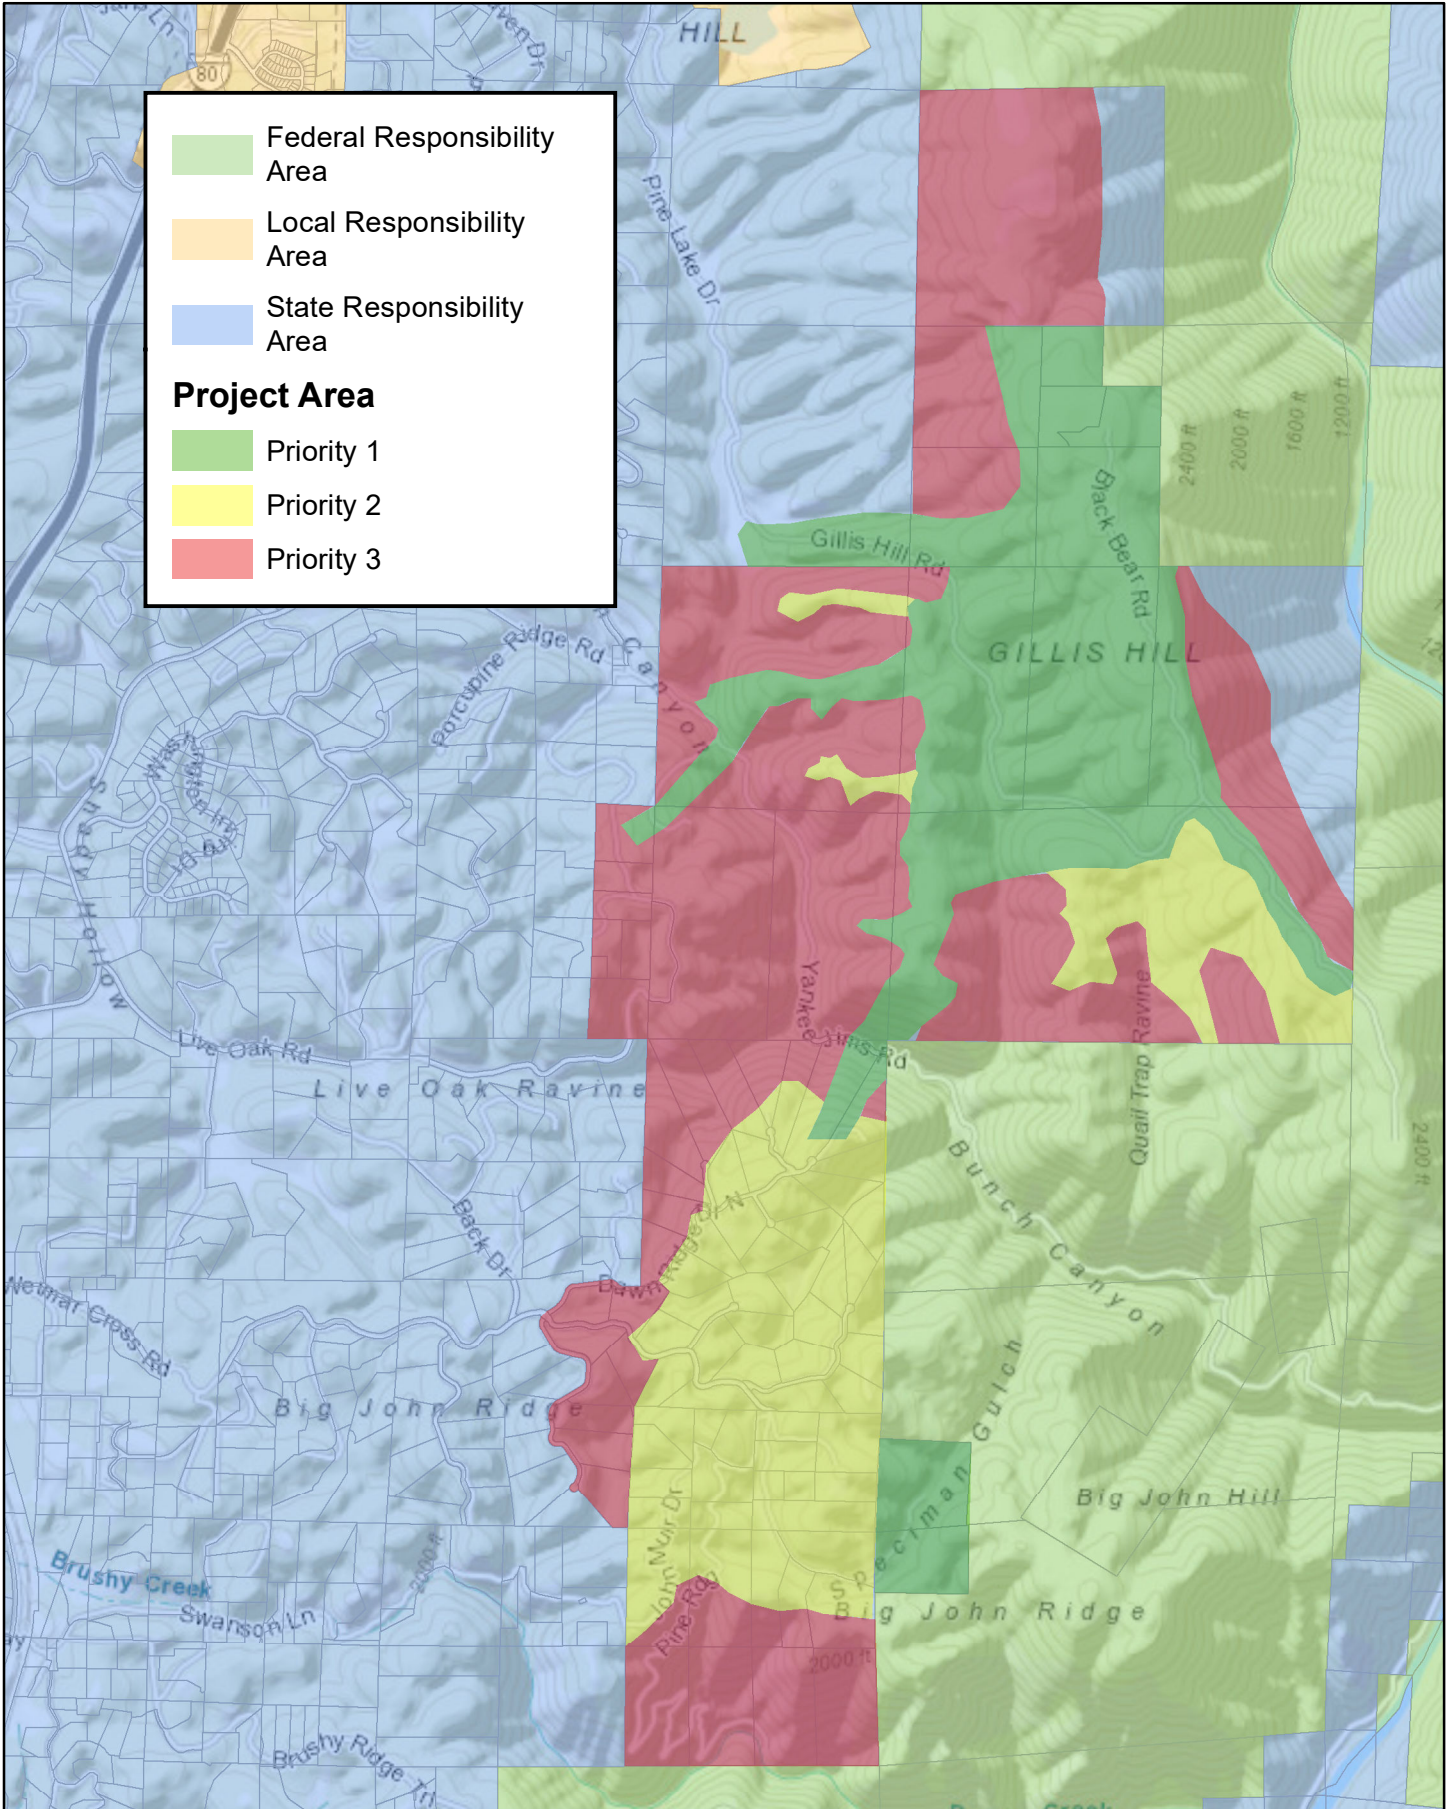 HILL
80
Federal Responsibility
Area
Local Responsibility
Area
State Responsibility
Area
Project Area
Priority 1
Priority 2
Priority 3
Pine Lake Dr
2400 ft
2000 ft
1600 ft
1200 ft
Black Bear Rd
Gillis Hill Rd
GILLIS HILL
Porcupine Ridge Rd
Canyon
Shady Hollow
Live Oak Rd
Live Oak Ravine
Yankee Jims Rd
Quail Trap Ravine
2400 ft
Bunch Canyon
Back Dr
Dawn Ridge Dr N
Wetmar Cross Rd
Big John Ridge
Speciman Gulch
Big John Hill
John Muir Dr
2000 ft
Brushy Creek
Swanson Ln
Pine Rdg
Big John Ridge
2000 ft
Brushy Ridge Trl
Creek